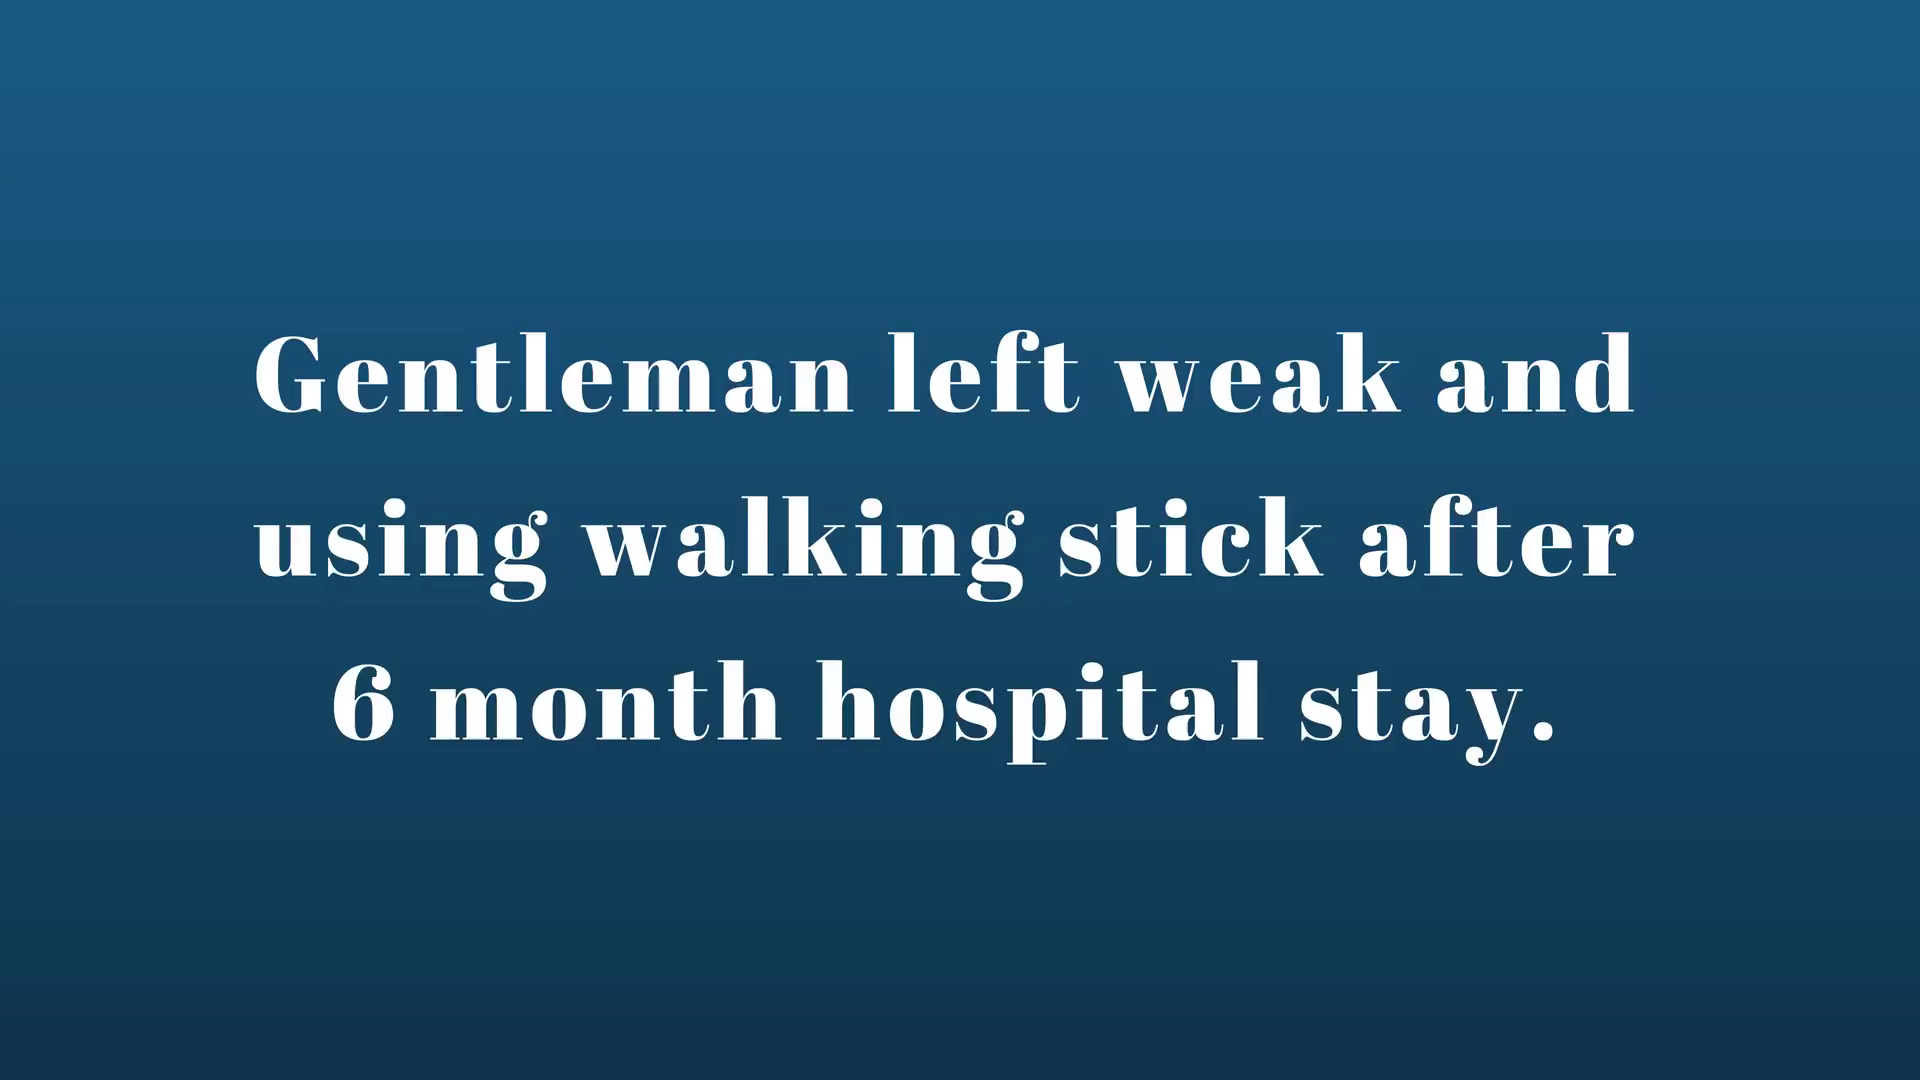 Gentleman left weak and
using walking stick after
6 month hospital stay.